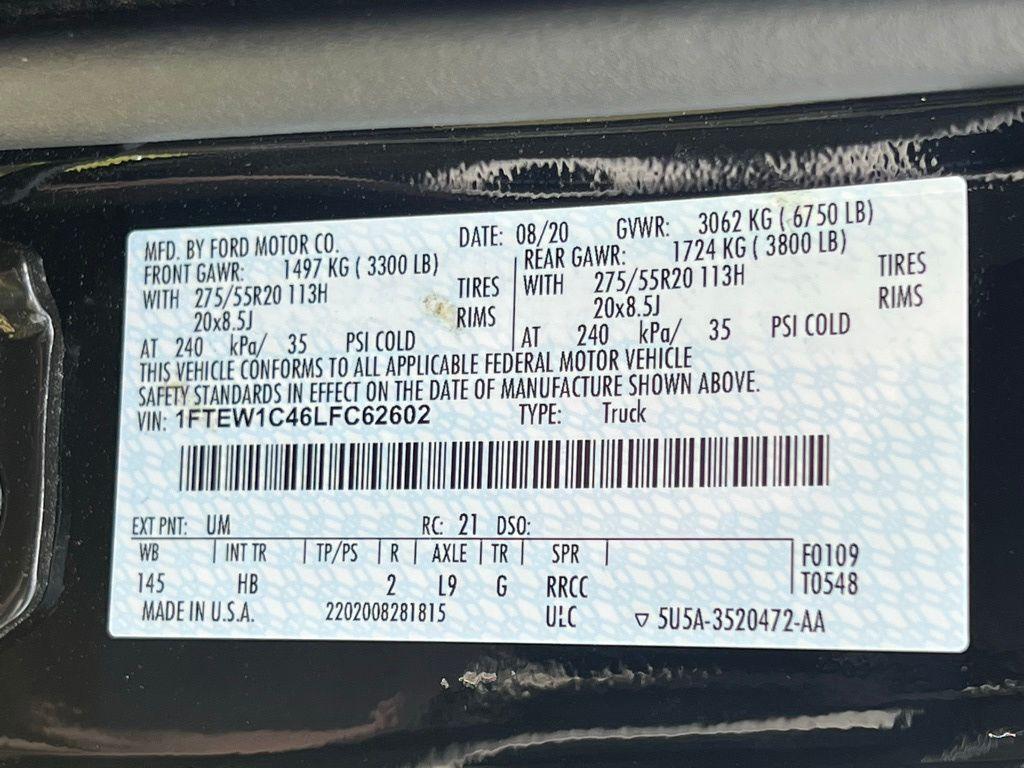 MFD. BY FORD MOTOR CO. DATE: 08/20 GVWR: 3062 KG ( 6750 LB)
FRONT GAWR: 1497 KG ( 3300 LB) REAR GAWR: 1724 KG ( 3800 LB)
WITH 275/55R20 113H TIRES WITH 275/55R20 113H TIRES
20x8.5J RIMS 20x8.5J RIMS
AT 240 kPa/ 35 PSI COLD AT 240 kPa/ 35 PSI COLD
THIS VEHICLE CONFORMS TO ALL APPLICABLE FEDERAL MOTOR VEHICLE
SAFETY STANDARDS IN EFFECT ON THE DATE OF MANUFACTURE SHOWN ABOVE.
VIN: 1FTEW1C46LFC62602 TYPE: Truck
EXT PNT: UM RC: 21 DSO:
WB INT TR TP/PS R AXLE TR SPR F0109
145 HB 2 L9 G RRCC T0548
MADE IN U.S.A. 2202008281815 ULC ▽ 5U5A-3520472-AA